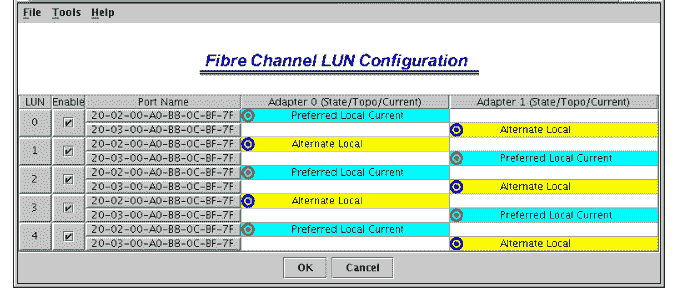 File Tools Help
Fibre Channel LUN Configuration
LUN Enable Port Name Adapter 0 (State/Topo/Current) Adapter 1 (State/Topo/Current)
0 20-02-00-A0-B8-0C-BF-7F Preferred Local Current
20-03-00-A0-B8-0C-BF-7F Alternate Local
1 20-02-00-A0-B8-0C-BF-7F Alternate Local
20-03-00-A0-B8-0C-BF-7F Preferred Local Current
2 20-02-00-A0-B8-0C-BF-7F Preferred Local Current
20-03-00-A0-B8-0C-BF-7F Alternate Local
3 20-02-00-A0-B8-0C-BF-7F Alternate Local
20-03-00-A0-B8-0C-BF-7F Preferred Local Current
4 20-02-00-A0-B8-0C-BF-7F Preferred Local Current
20-03-00-A0-B8-0C-BF-7F Alternate Local
OK Cancel